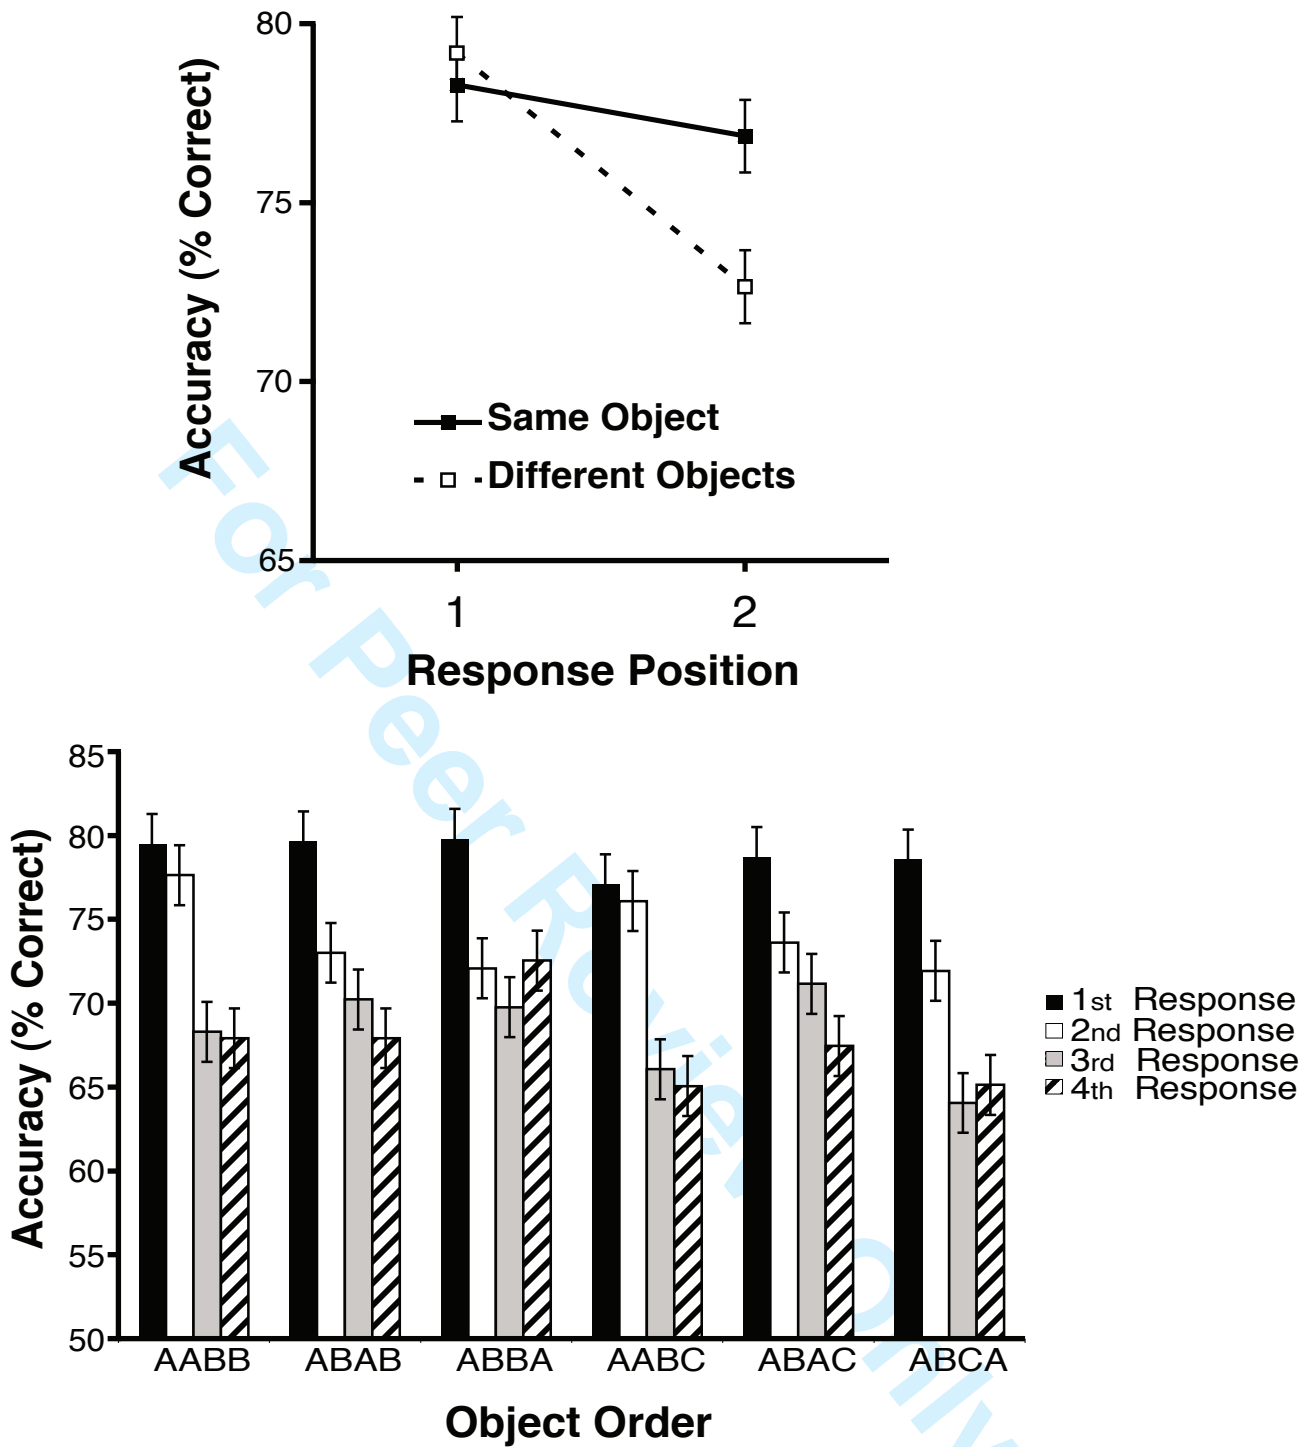 80
75
70
65
Accuracy (% Correct)
Same Object
Different Objects
1 2
Response Position
For Peer Review Only
85
80
75
70
65
60
55
50
Accuracy (% Correct)
AABB ABAB ABBA AABC ABAC ABCA
Object Order
1st Response
2nd Response
3rd Response
4th Response